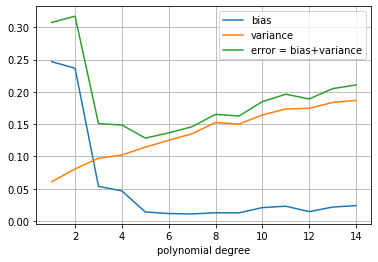 bias
variance
error = bias+variance
0.30
0.25
0.20
0.15
0.10
0.05
0.00
2 4 6 8 10 12 14
polynomial degree